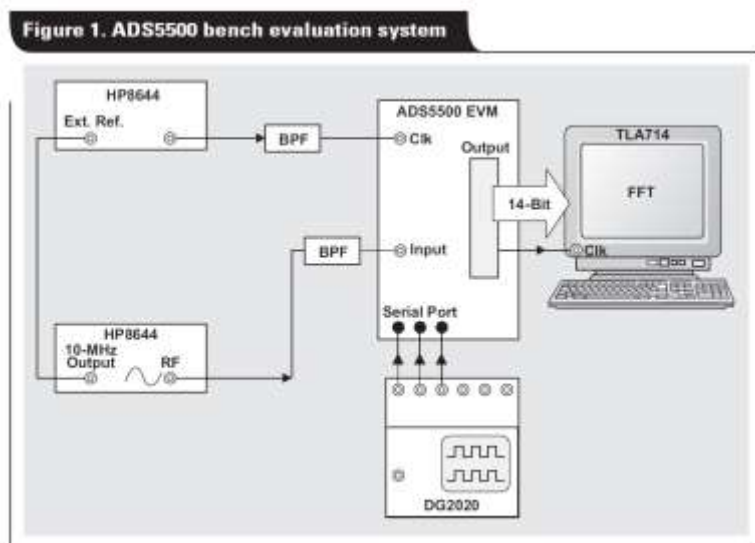 Figure 1. ADS5500 bench evaluation system
HP8644
Ext. Ref.
BPF
ADS5500 EVM
Clk
Output
14-Bit
TLA714
FFT
Clk
BPF
Input
Serial Port
HP8644
10-MHz
Output
RF
DG2020